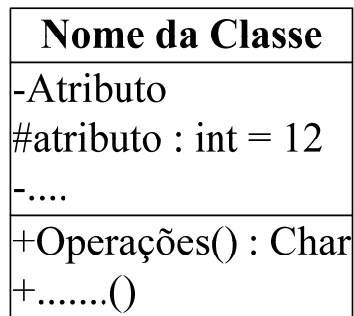 Nome da Classe
-Atributo
#atributo : int = 12
-....
+Operações() : Char
+.......()